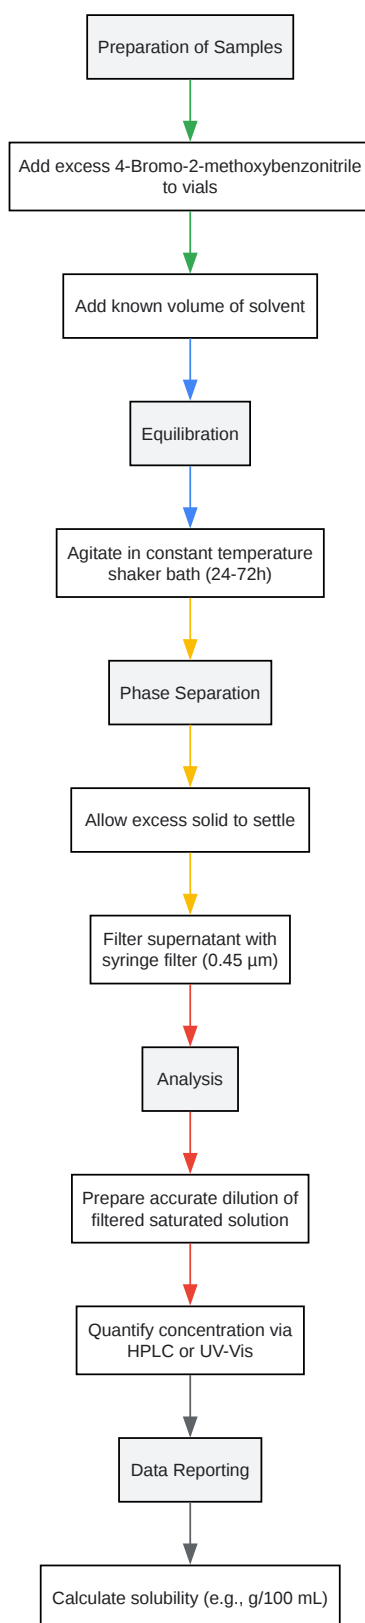 Preparation of Samples
Add excess 4-Bromo-2-methoxybenzonitrile
to vials
Add known volume of solvent
Equilibration
Agitate in constant temperature
shaker bath (24-72h)
Phase Separation
Allow excess solid to settle
Filter supernatant with
syringe filter (0.45 µm)
Analysis
Prepare accurate dilution of
filtered saturated solution
Quantify concentration via
HPLC or UV-Vis
Data Reporting
Calculate solubility (e.g., g/100 mL)